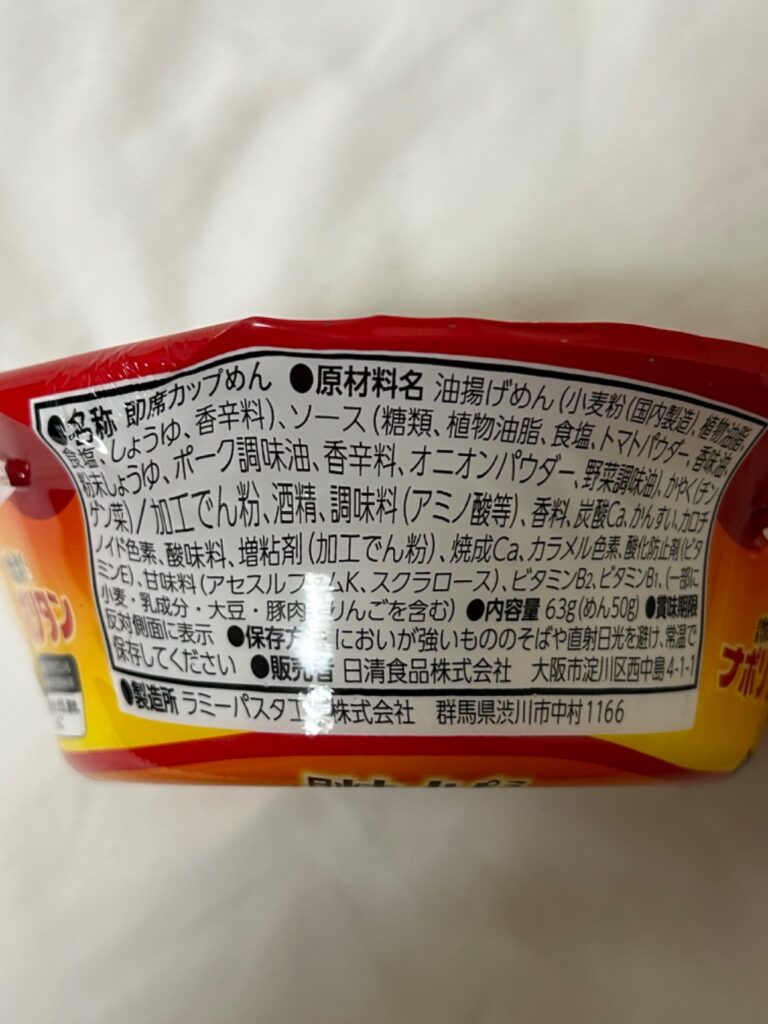 ●名称 即席カップめん ●原材料名 油揚げめん(小麦粉(国内製造)、植物油脂、
食塩、しょうゆ、香辛料)、ソース(糖類、植物油脂、食塩、トマトパウダー、香味油、
粉末しょうゆ、ポーク調味油、香辛料、オニオンパウダー、野菜調味油)、かやく(チン
ゲン菜)/加工でん粉、酒精、調味料(アミノ酸等)、香料、炭酸Ca、かんすい、カロチ
ノイド色素、酸味料、増粘剤(加工でん粉)、焼成Ca、カラメル色素、酸化防止剤(ビタ
ミンE)、甘味料(アセスルファムK、スクラロース)、ビタミンB2、ビタミンB1、(一部に
小麦・乳成分・大豆・豚肉・りんごを含む) ●内容量 63g(めん50g) ●賞味期限
反対側面に表示 ●保存方法 においが強いもののそばや直射日光を避け、常温で
保存してください ●販売者 日清食品株式会社 大阪市淀川区西中島4-1-1
●製造所 ラミーパスタ工業株式会社 群馬県渋川市中村1166
リタン
ナポリ